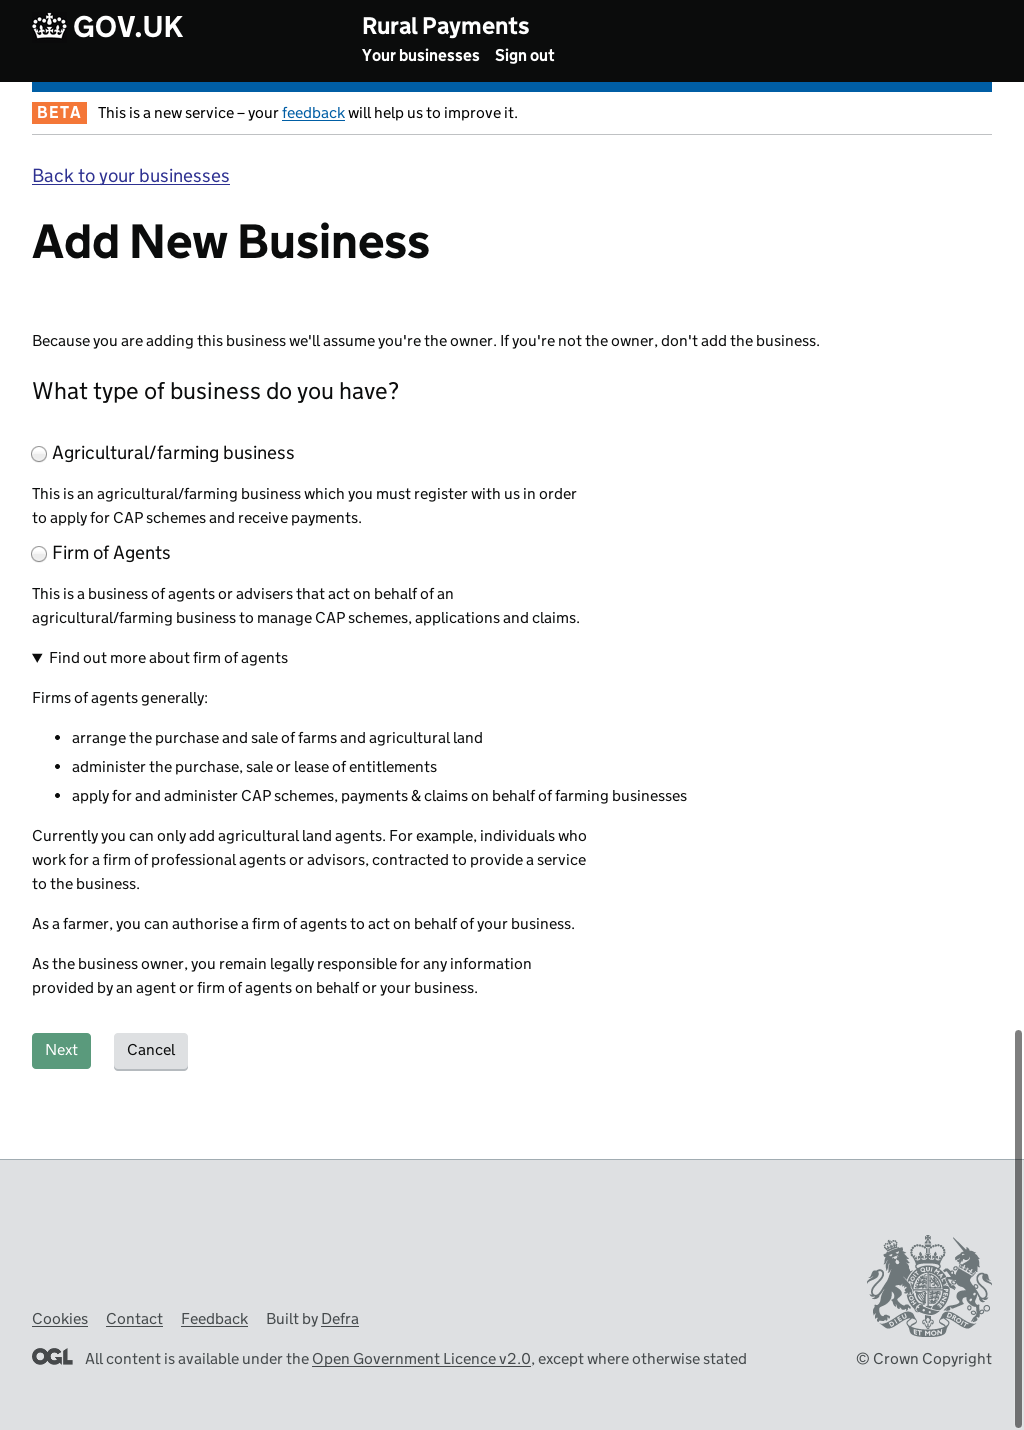 GOV.UK
Rural Payments
Your businesses Sign out
BETA This is a new service – your feedback will help us to improve it.
Back to your businesses
Add New Business
Because you are adding this business we'll assume you're the owner. If you're not the owner, don't add the business.
What type of business do you have?
Agricultural/farming business
This is an agricultural/farming business which you must register with us in order
to apply for CAP schemes and receive payments.
Firm of Agents
This is a business of agents or advisers that act on behalf of an
agricultural/farming business to manage CAP schemes, applications and claims.
▼ Find out more about firm of agents
Firms of agents generally:
• arrange the purchase and sale of farms and agricultural land
• administer the purchase, sale or lease of entitlements
• apply for and administer CAP schemes, payments & claims on behalf of farming businesses
Currently you can only add agricultural land agents. For example, individuals who
work for a firm of professional agents or advisors, contracted to provide a service
to the business.
As a farmer, you can authorise a firm of agents to act on behalf of your business.
As the business owner, you remain legally responsible for any information
provided by an agent or firm of agents on behalf or your business.
Next Cancel
DIEU ET MON DROIT
Cookies Contact Feedback Built by Defra
OGL All content is available under the Open Government Licence v2.0, except where otherwise stated
© Crown Copyright